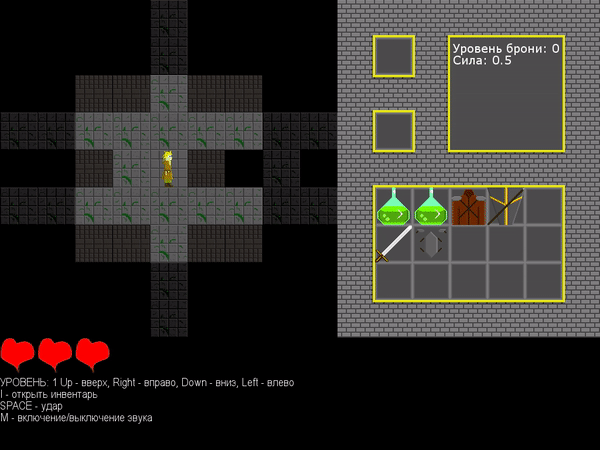 Уровень брони: 0
Сила: 0.5
УРОВЕНЬ: 1 Up - вверх, Right - вправо, Down - вниз, Left - влево
I - открыть инвентарь
SPACE - удар
M - включение/выключение звука